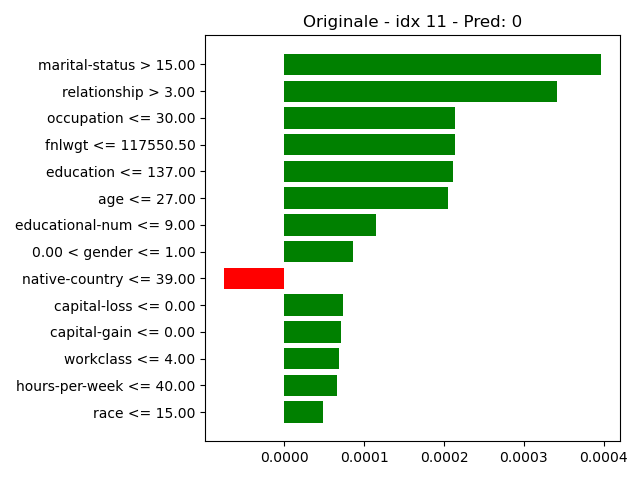 Originale - idx 11 - Pred: 0
marital-status > 15.00
relationship > 3.00
occupation <= 30.00
fnlwgt <= 117550.50
education <= 137.00
age <= 27.00
educational-num <= 9.00
0.00 < gender <= 1.00
native-country <= 39.00
capital-loss <= 0.00
capital-gain <= 0.00
workclass <= 4.00
hours-per-week <= 40.00
race <= 15.00
0.0000 0.0001 0.0002 0.0003 0.0004